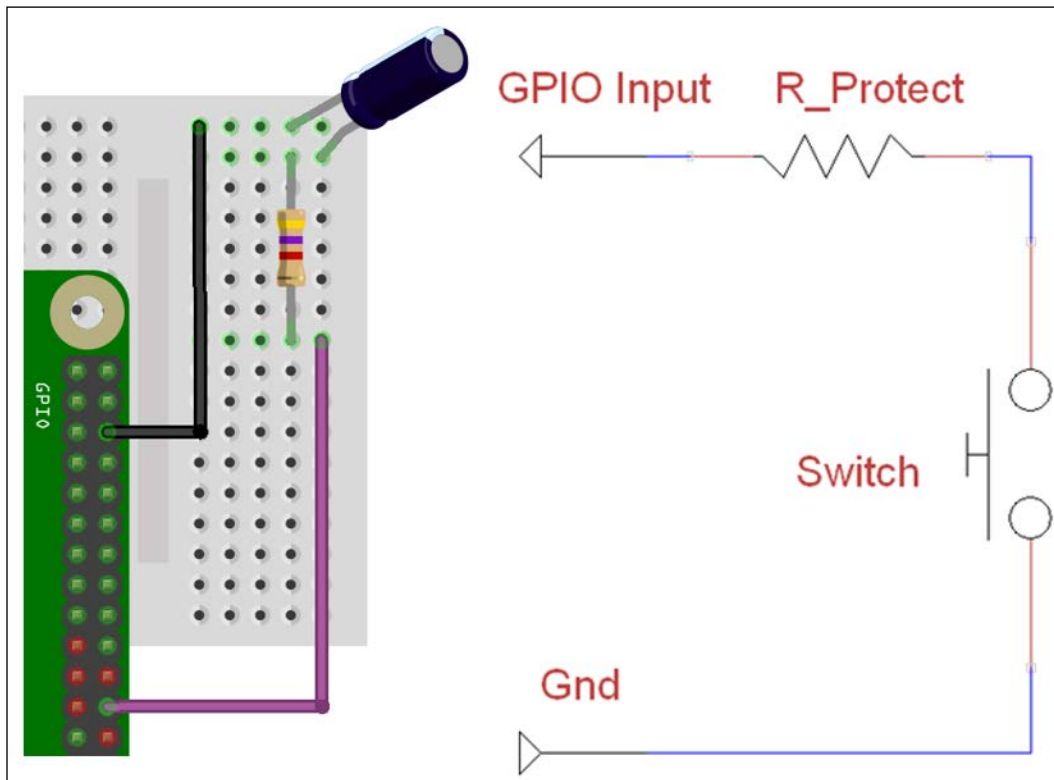 GPIO
GPIO Input
R_Protect
Switch
Gnd